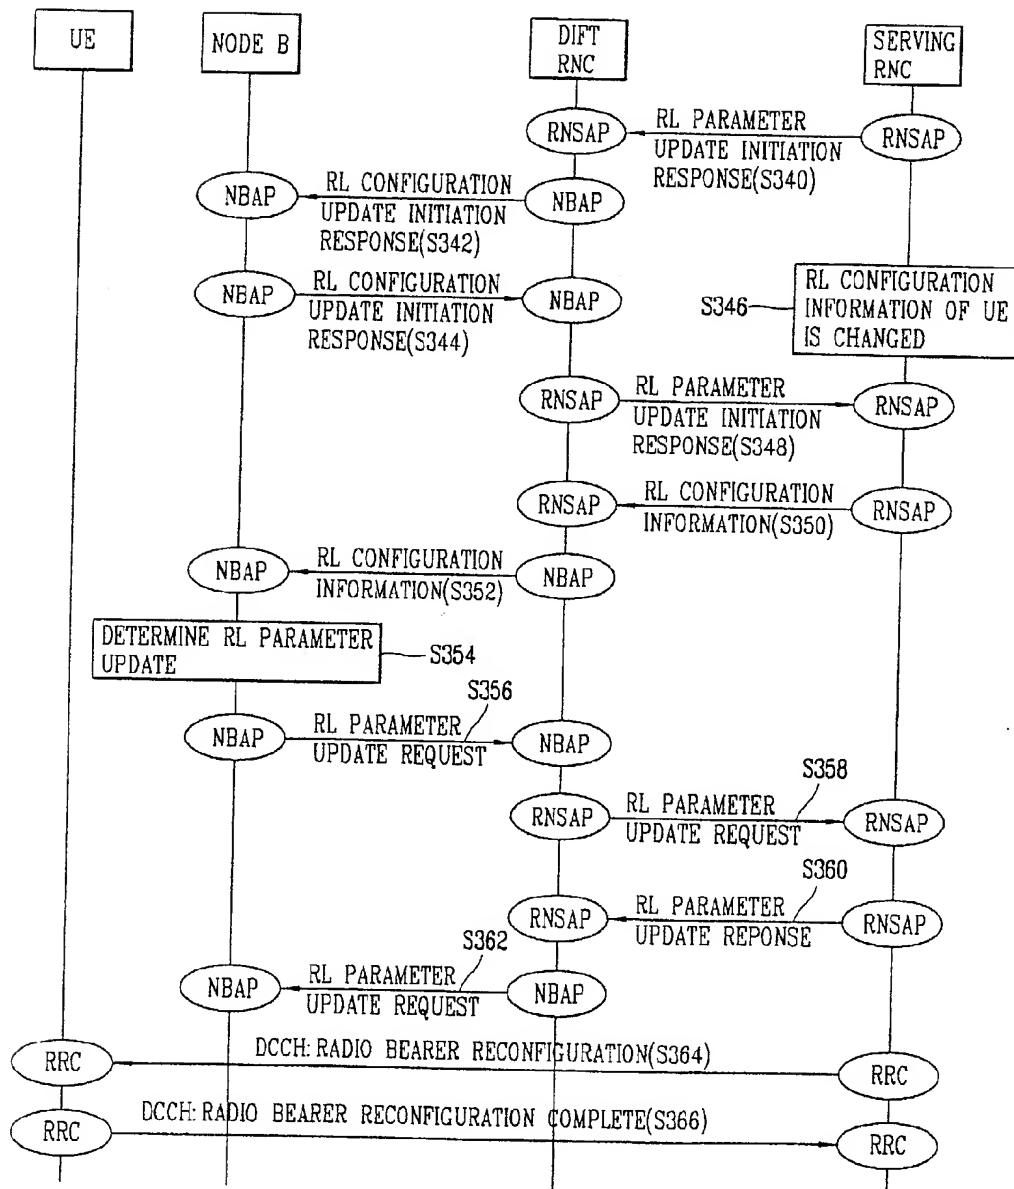 UE
NODE B
DIFT
RNC
SERVING
RNC
RNSAP
RL PARAMETER
UPDATE INITIATION
RESPONSE(S340)
RNSAP
NBAP
RL CONFIGURATION
UPDATE INITIATION
RESPONSE(S342)
NBAP
NBAP
RL CONFIGURATION
UPDATE INITIATION
RESPONSE(S344)
NBAP
S346
RL CONFIGURATION
INFORMATION OF UE
IS CHANGED
RNSAP
RL PARAMETER
UPDATE INITIATION
RESPONSE(S348)
RNSAP
RNSAP
RL CONFIGURATION
INFORMATION(S350)
RNSAP
NBAP
RL CONFIGURATION
INFORMATION(S352)
NBAP
DETERMINE RL PARAMETER
UPDATE
S354
S356
NBAP
RL PARAMETER
UPDATE REQUEST
NBAP
S358
RNSAP
RL PARAMETER
UPDATE REQUEST
RNSAP
S360
RNSAP
RL PARAMETER
UPDATE REPONSE
RNSAP
S362
NBAP
RL PARAMETER
UPDATE REQUEST
NBAP
RRC
DCCH:RADIO BEARER RECONFIGURATION(S364)
RRC
RRC
DCCH:RADIO BEARER RECONFIGURATION COMPLETE(S366)
RRC